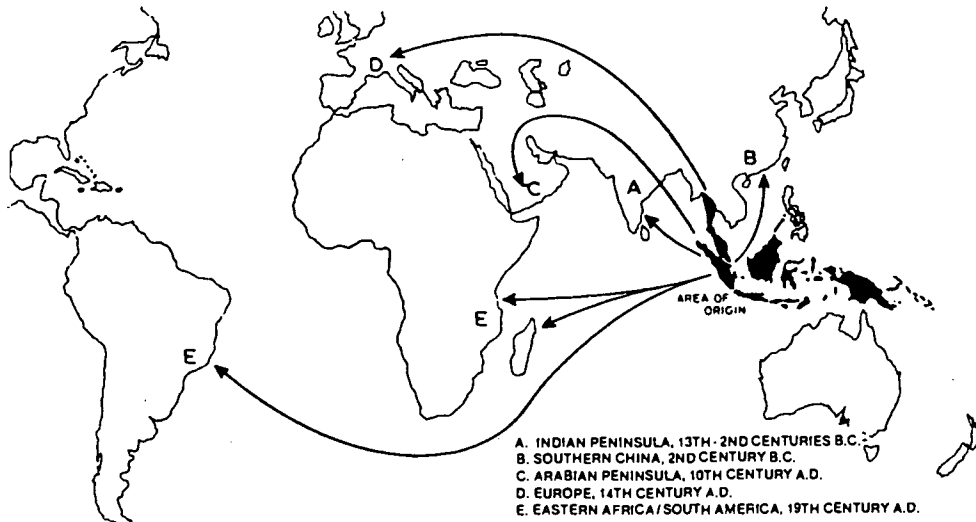 D
B
A
C
AREA OF
ORIGIN
E
E
A. INDIAN PENINSULA, 13TH - 2ND CENTURIES B.C.
B. SOUTHERN CHINA, 2ND CENTURY B.C.
C. ARABIAN PENINSULA, 10TH CENTURY A.D.
D. EUROPE, 14TH CENTURY A.D.
E. EASTERN AFRICA/SOUTH AMERICA, 19TH CENTURY A.D.